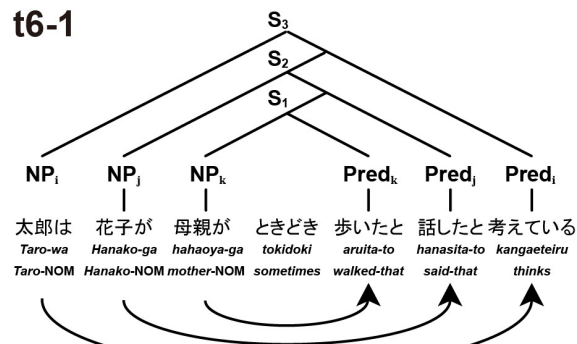 t6-1
S₃
S₂
S₁
NPᵢ NPⱼ NPₖ Predₖ Predⱼ Predᵢ
太郎は 花子が 母親が ときどき 歩いたと 話したと 考えている
Taro-wa Hanako-ga hahaoya-ga tokidoki aruita-to hanasita-to kangaeteiru
Taro-NOM Hanako-NOM mother-NOM sometimes walked-that said-that thinks